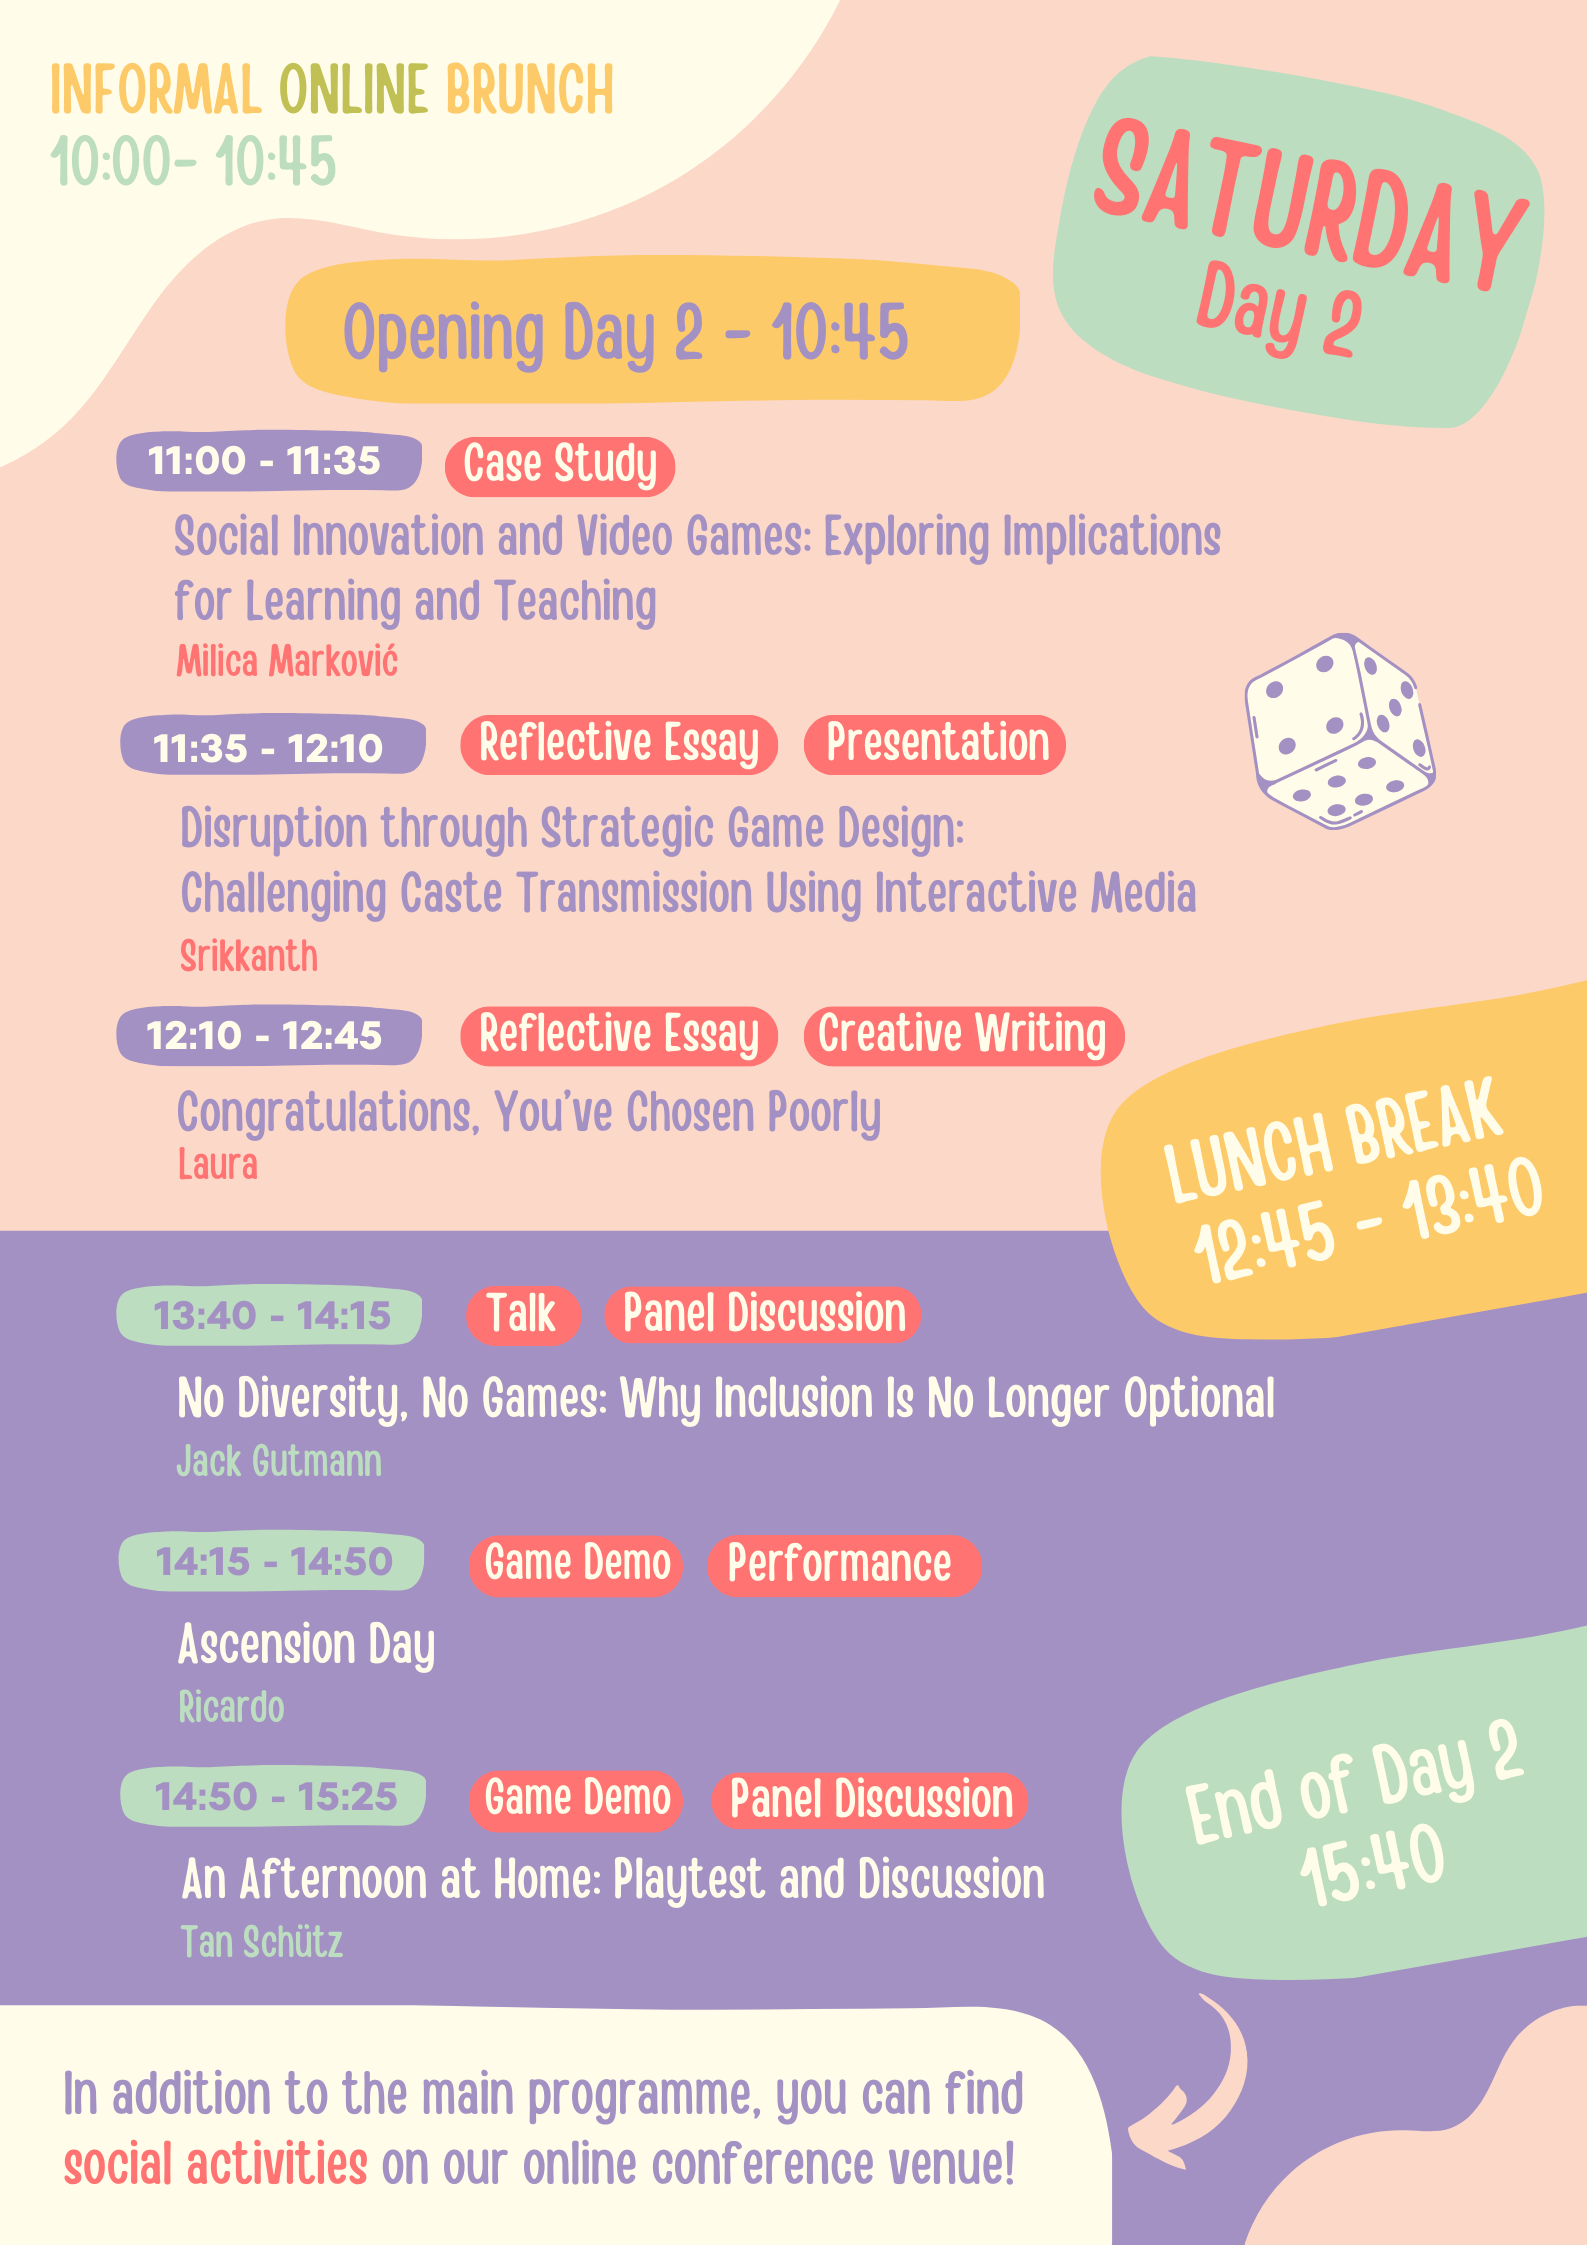 INFORMAL ONLINE BRUNCH
10:00- 10:45
SATURDAY
Day 2
Opening Day 2 - 10:45
11:00 - 11:35
Case Study
Social Innovation and Video Games: Exploring Implications
for Learning and Teaching
Milica Marković
11:35 - 12:10
Reflective Essay
Presentation
Disruption through Strategic Game Design:
Challenging Caste Transmission Using Interactive Media
Srikkanth
12:10 - 12:45
Reflective Essay
Creative Writing
Congratulations, You've Chosen Poorly
Laura
LUNCH BREAK
12:45 - 13:40
13:40 - 14:15
Talk
Panel Discussion
No Diversity, No Games: Why Inclusion Is No Longer Optional
Jack Gutmann
14:15 - 14:50
Game Demo
Performance
Ascension Day
Ricardo
14:50 - 15:25
Game Demo
Panel Discussion
An Afternoon at Home: Playtest and Discussion
Tan Schütz
End of Day 2
15:40
In addition to the main programme, you can find
social activities on our online conference venue!